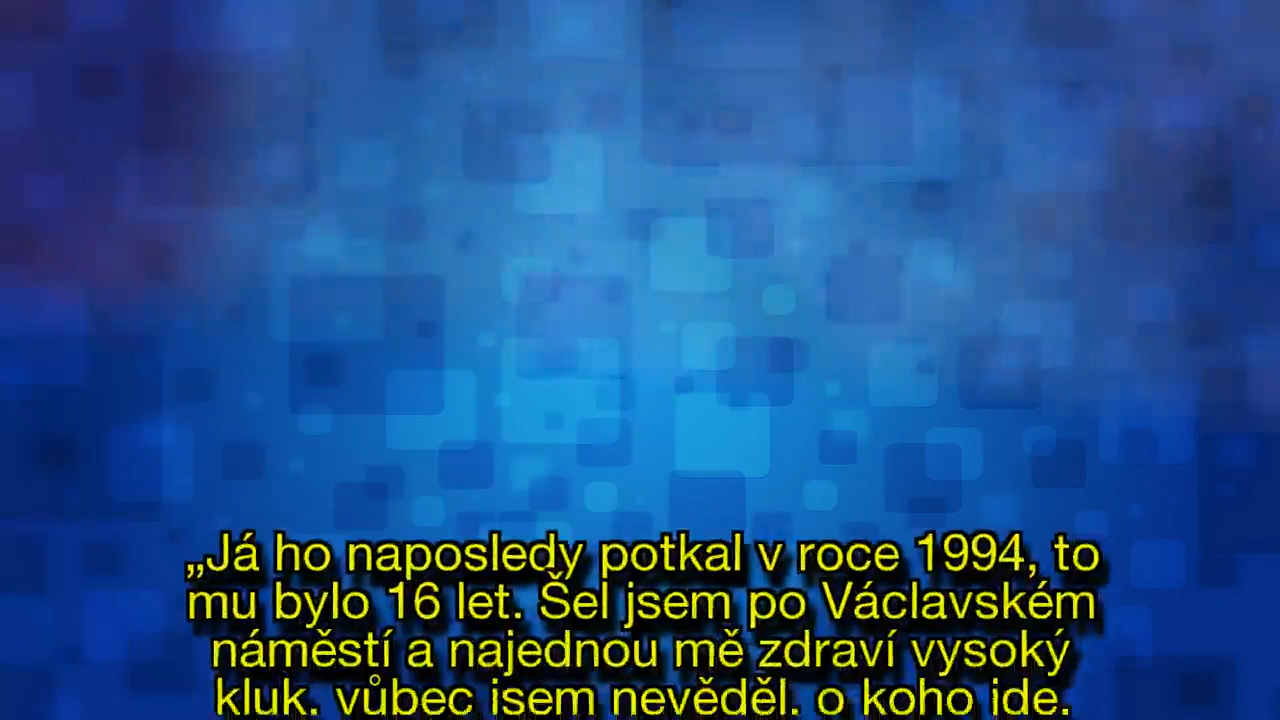 „Já ho naposledy potkal v roce 1994, to
mu bylo 16 let. Šel jsem po Václavském
náměstí a najednou mě zdraví vysoký
kluk, vůbec jsem nevěděl, o koho jde.